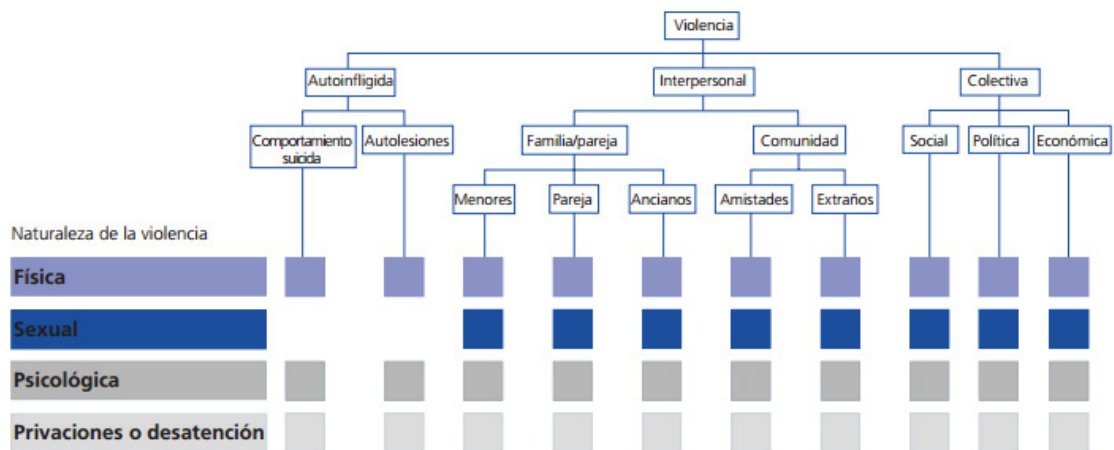 Violencia
Autoinfligida
Interpersonal
Colectiva
Comportamiento
suicida
Autolesiones
Familia/pareja
Comunidad
Social
Política
Económica
Menores
Pareja
Ancianos
Amistades
Extraños
Naturaleza de la violencia
Física
Sexual
Psicológica
Privaciones o desatención